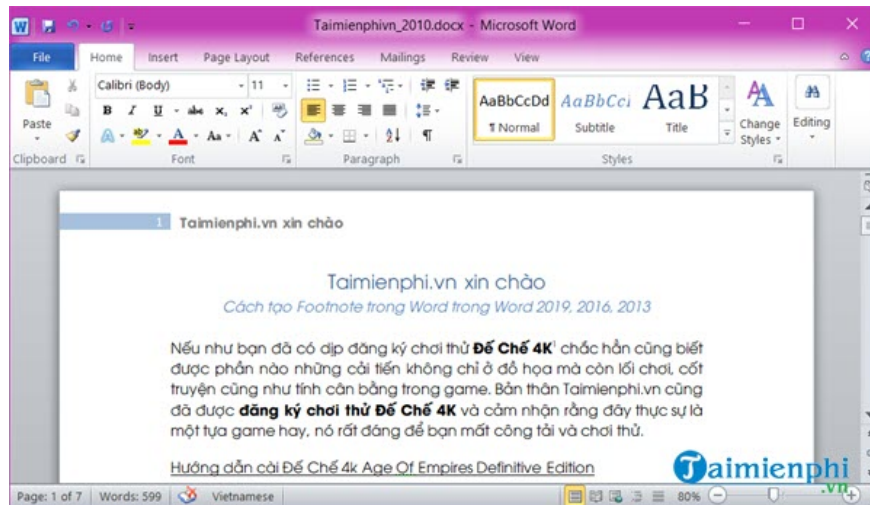 Taimienphivn_2010.docx - Microsoft Word
File Home Insert Page Layout References Mailings Review View
Calibri (Body) 11
Paste
B I U abc x₂ x²
Aa A A
AaBbCcDd AaBbCcI AaB
¶ Normal Subtitle Title
Change Styles
Editing
Clipboard Font Paragraph Styles
1 Taimienphi.vn xin chào
Taimienphi.vn xin chào
Cách tạo Footnote trong Word trong Word 2019, 2016, 2013
Nếu như bạn đã có dịp đăng ký chơi thử Đế Chế 4K¹ chắc hẳn cũng biết
được phần nào những cải tiến không chỉ ở đồ họa mà còn lối chơi, cốt
truyện cũng như tính cân bằng trong game. Bản thân Taimienphi.vn cũng
đã được đăng ký chơi thử Đế Chế 4K và cảm nhận rằng đây thực sự là
một tựa game hay, nó rất đáng để bạn mất công tải và chơi thử.
Hướng dẫn cài Đế Chế 4k Age Of Empires Definitive Edition
Taimienphi
.vn
Page: 1 of 7 Words: 599 Vietnamese 80%